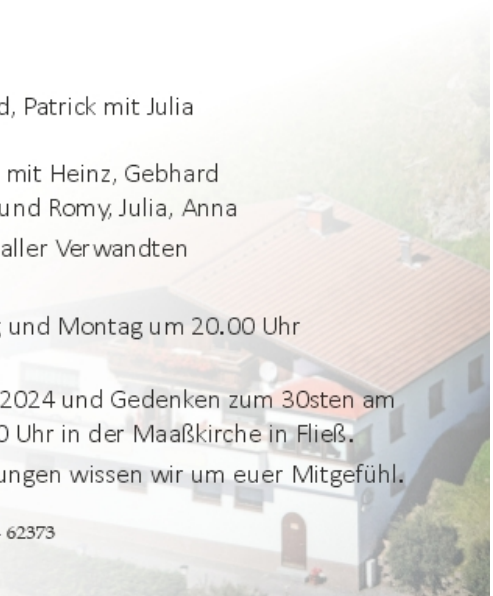 d, Patrick mit Julia
mit Heinz, Gebhard
und Romy, Julia, Anna
aller Verwandten
g und Montag um 20.00 Uhr
2024 und Gedenken zum 30sten am
0 Uhr in der Maaßkirche in Fließ.
ungen wissen wir um euer Mitgefühl.
62373